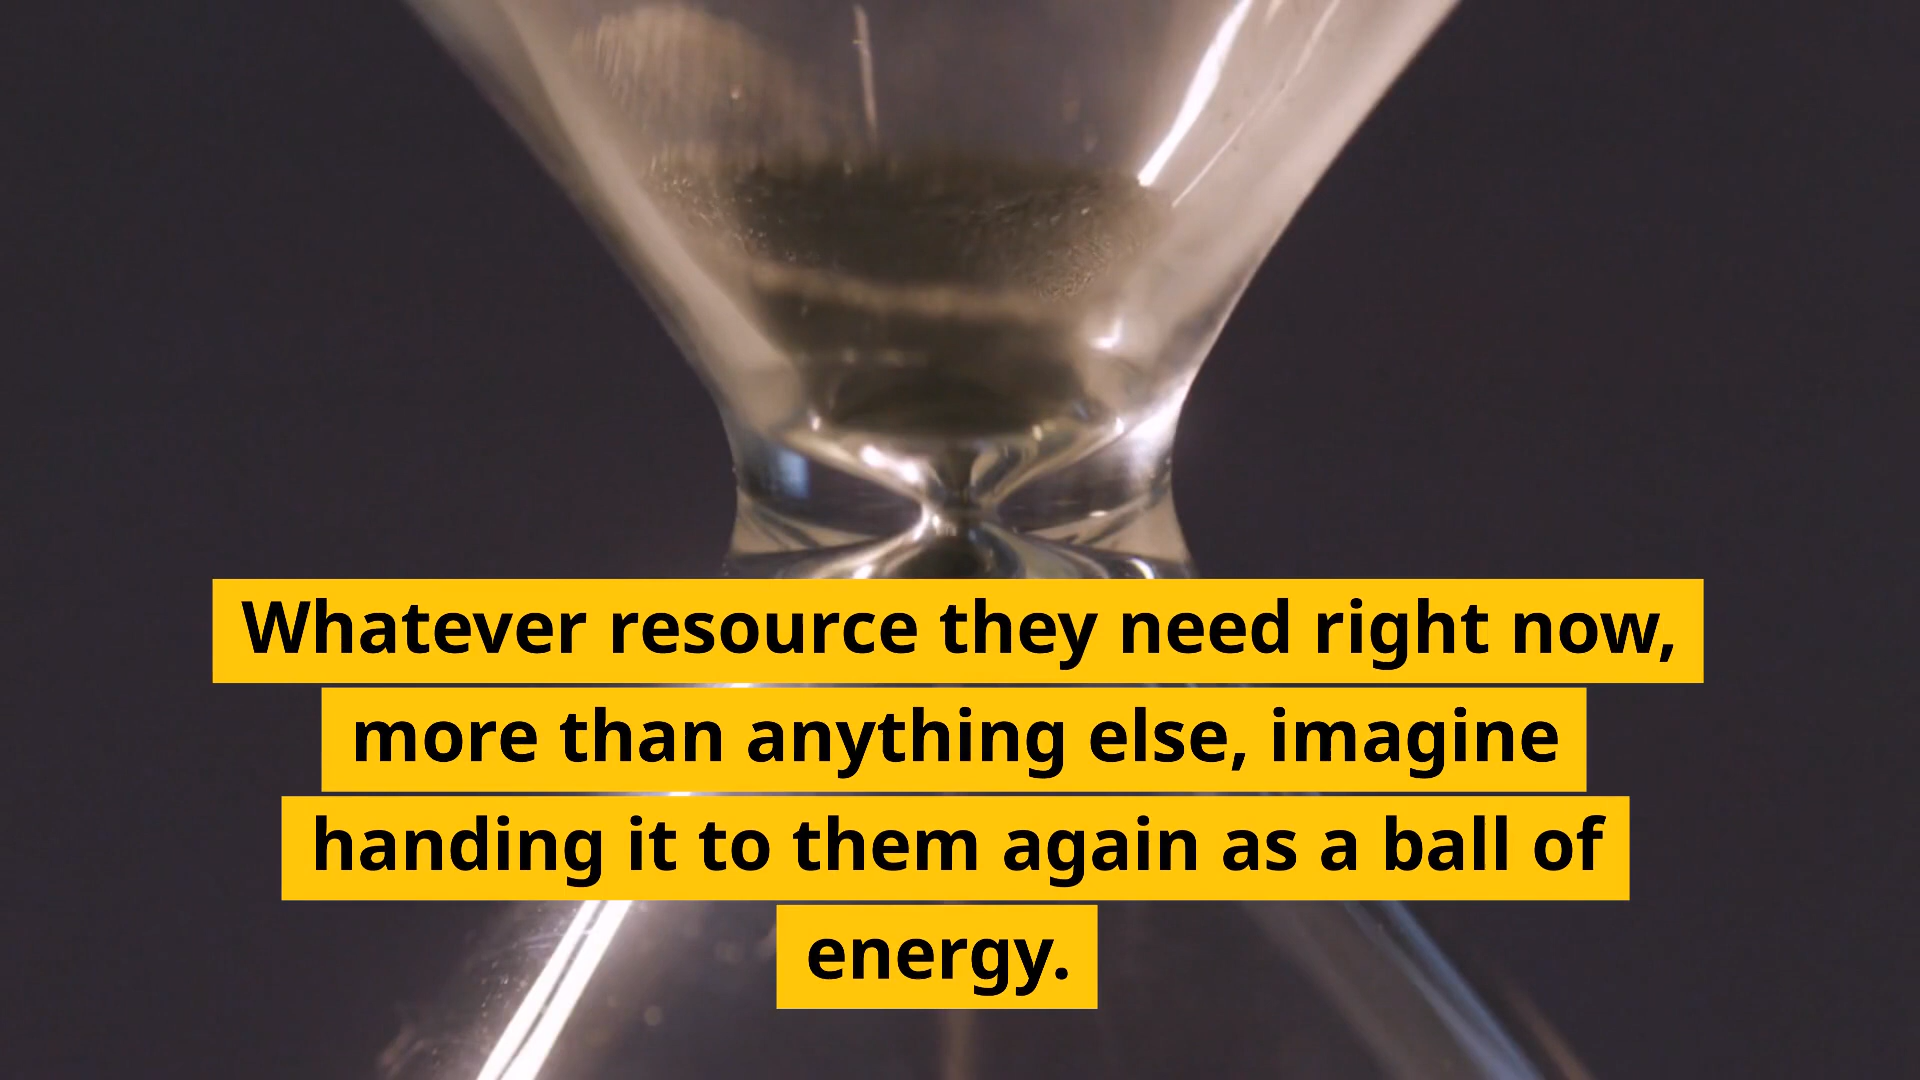 Whatever resource they need right now,
more than anything else, imagine
handing it to them again as a ball of
energy.